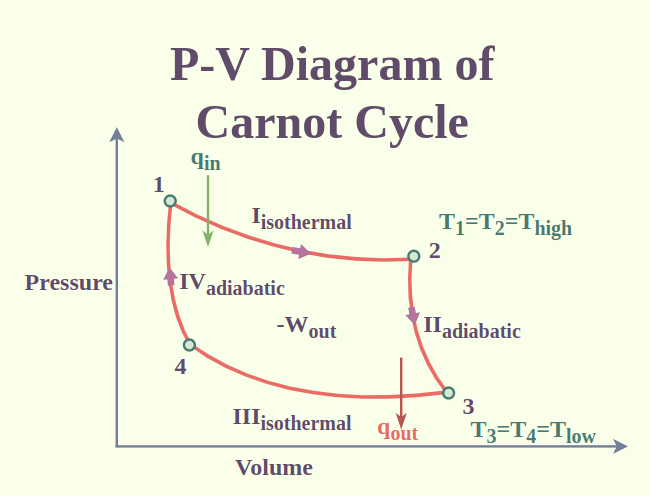 P-V Diagram of
Carnot Cycle
qin
1
Iisothermal
T1=T2=Thigh
2
Pressure
IVadiabatic
-Wout
IIadiabatic
4
3
IIIisothermal
qout
T3=T4=Tlow
Volume